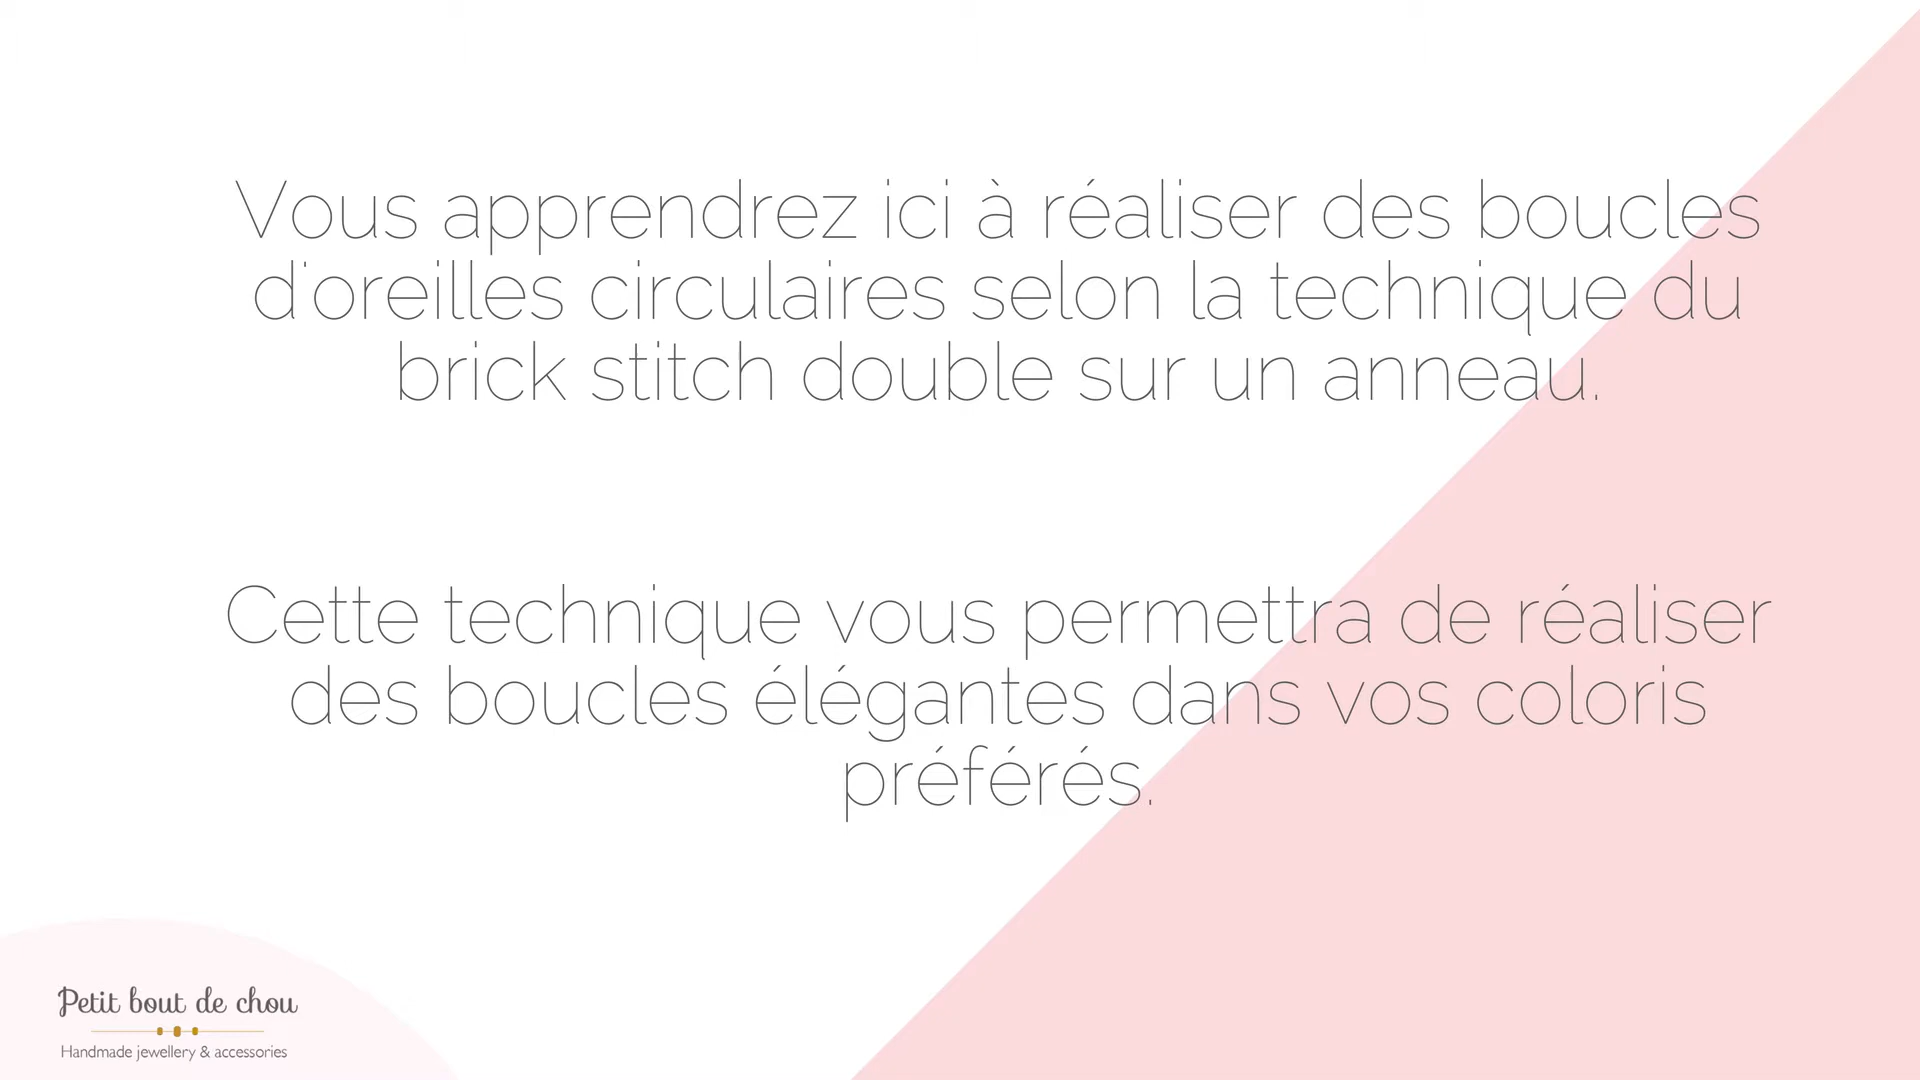 Vous apprendrez ici à réaliser des boucles
d'oreilles circulaires selon la technique du
brick stitch double sur un anneau.
Cette technique vous permettra de réaliser
des boucles élégantes dans vos coloris
préférés.
Petit bout de chou
Handmade jewellery & accessories